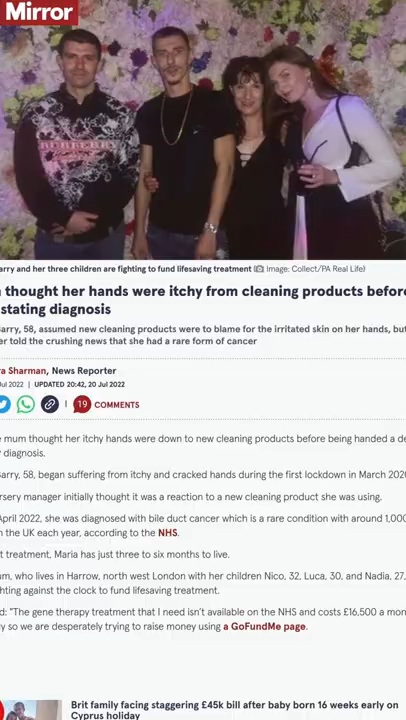 Mirror
BURBERRY
arry and her three children are fighting to fund lifesaving treatment ( Image: Collect/PA Real Life)
thought her hands were itchy from cleaning products before
stating diagnosis
arry, 58, assumed new cleaning products were to blame for the irritated skin on her hands, but
er told the crushing news that she had a rare form of cancer
ra Sharman, News Reporter
Jul 2022 | UPDATED 20:42, 20 Jul 2022
19 COMMENTS
mum thought her itchy hands were down to new cleaning products before being handed a de
y diagnosis.
arry, 58, began suffering from itchy and cracked hands during the first lockdown in March 2020
rsery manager initially thought it was a reaction to a new cleaning product she was using.
April 2022, she was diagnosed with bile duct cancer which is a rare condition with around 1,000
n the UK each year, according to the NHS.
t treatment, Maria has just three to six months to live.
um, who lives in Harrow, north west London with her children Nico, 32, Luca, 30, and Nadia, 27,
hting against the clock to fund lifesaving treatment.
d: "The gene therapy treatment that I need isn't available on the NHS and costs £16,500 a mon
y so we are desperately trying to raise money using a GoFundMe page.
Brit family facing staggering £45k bill after baby born 16 weeks early on
Cyprus holiday